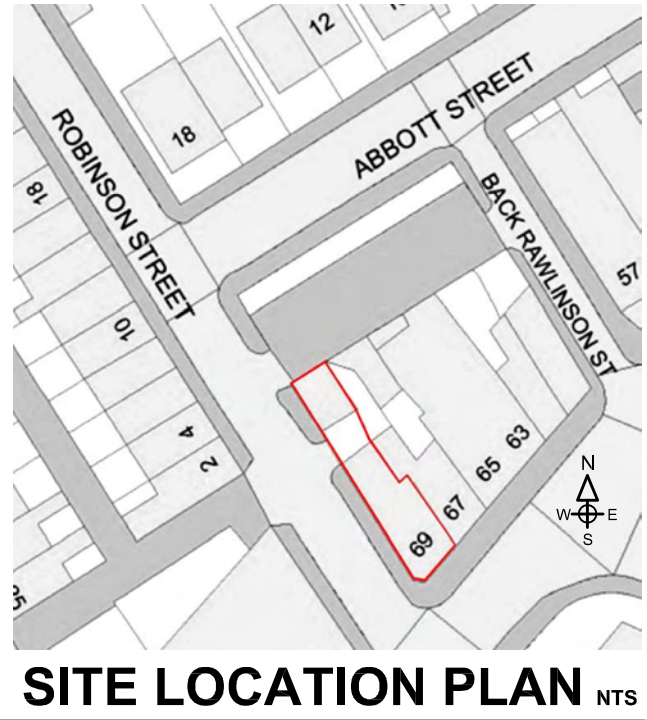 12
18
ABBOTT STREET
ROBINSON STREET
18
BACK RAWLINSON ST
57
10
4
2
63
65
67
69
N
W E
S
SITE LOCATION PLAN NTS